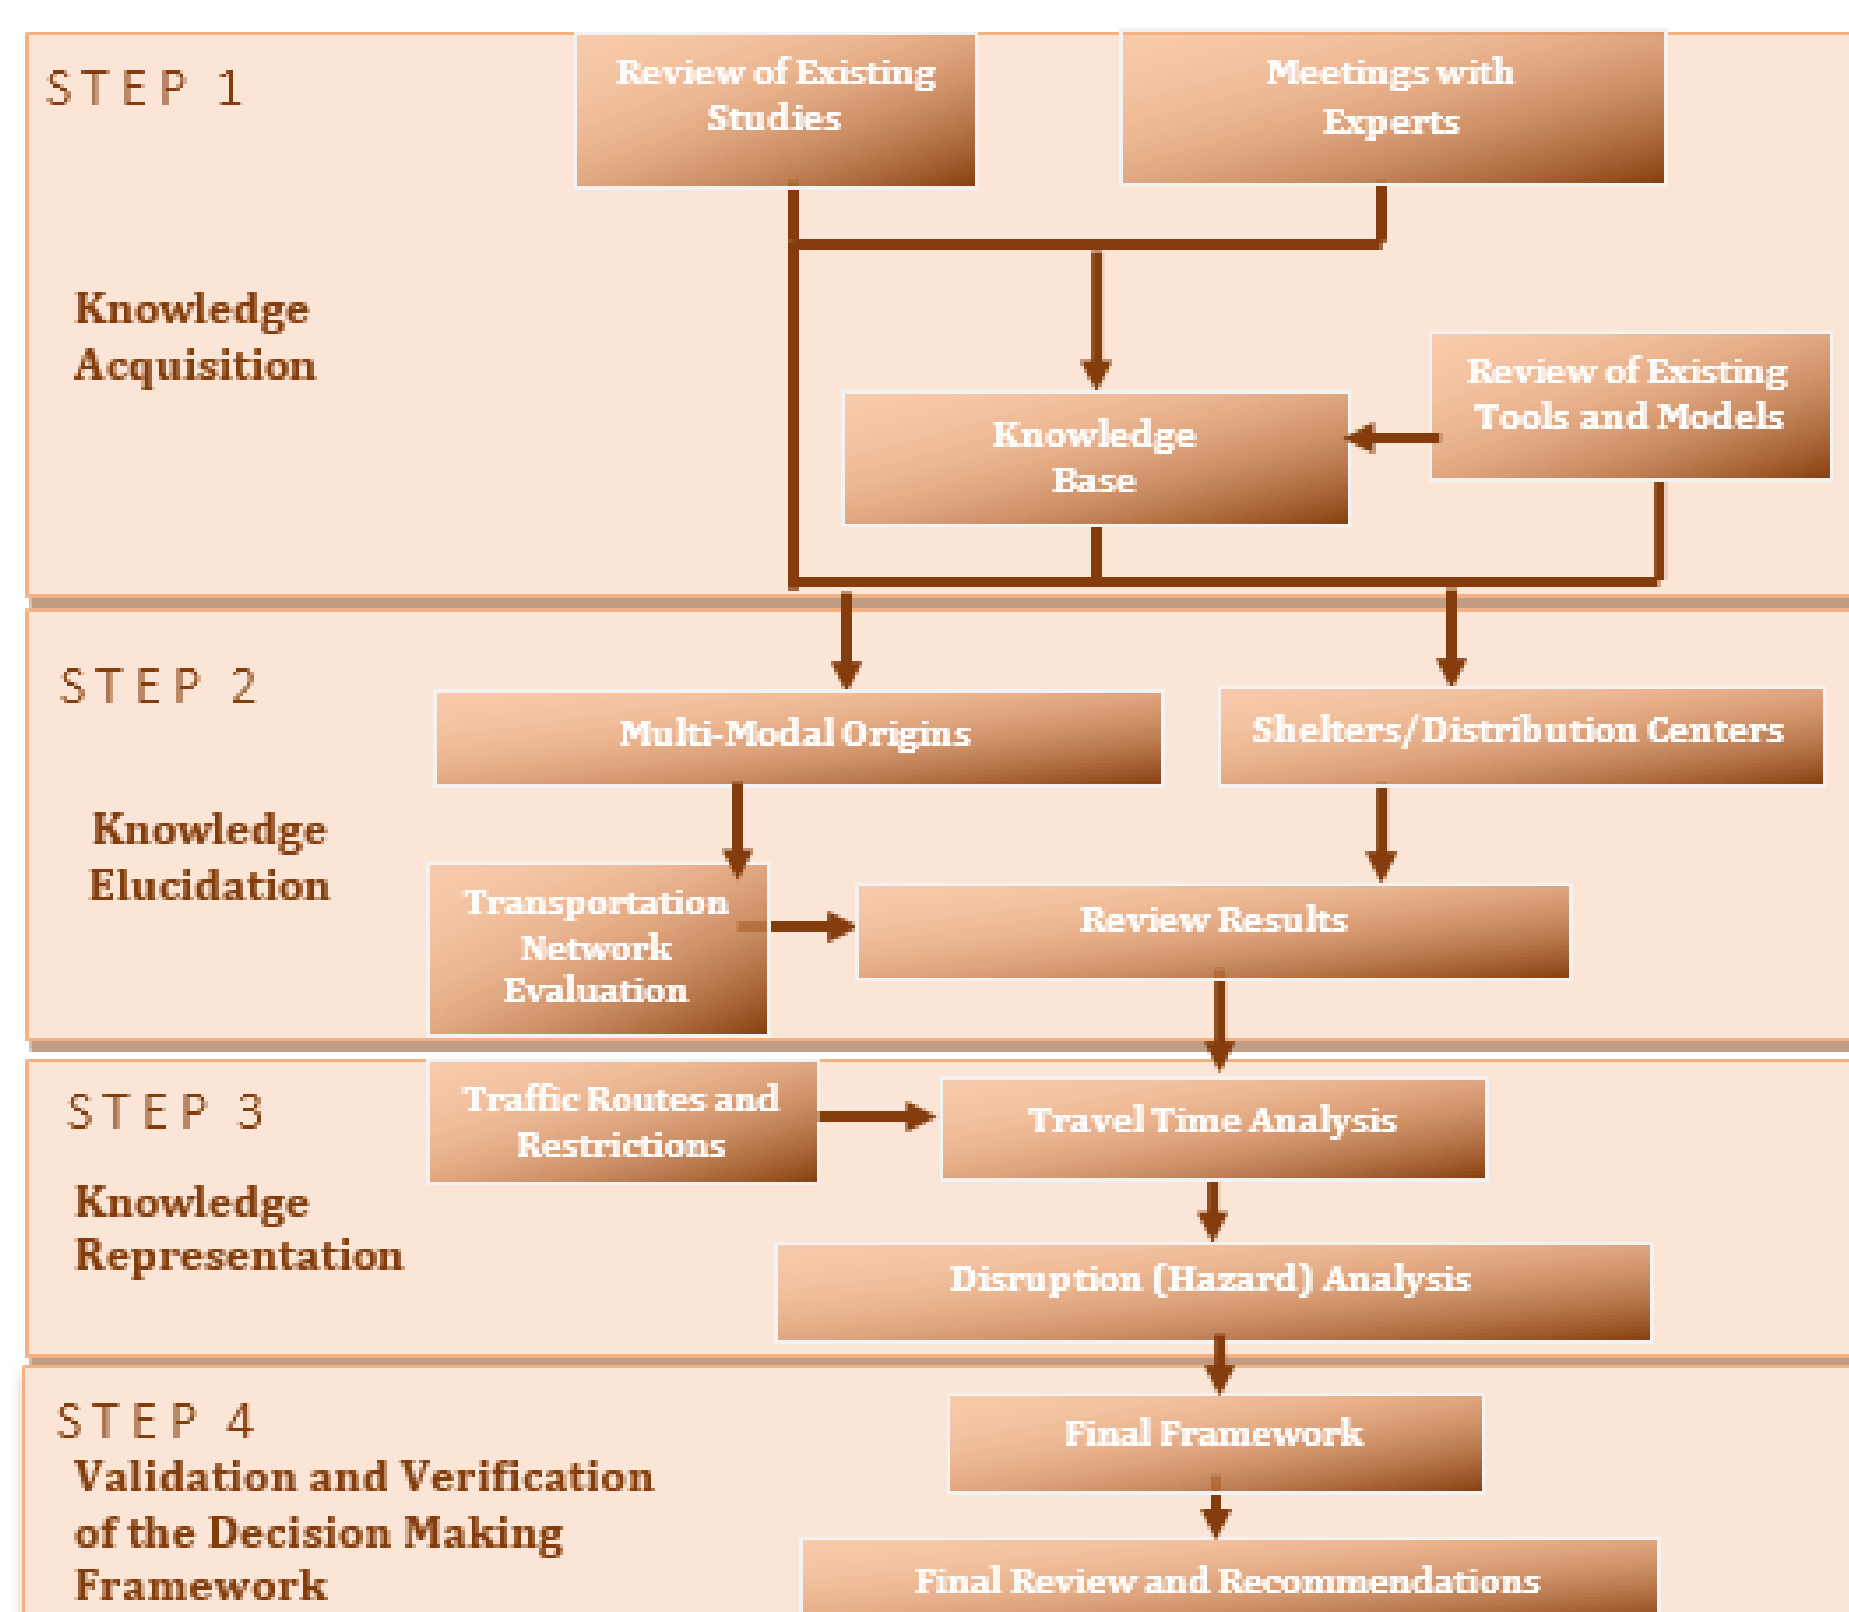 STEP 1
Review of Existing
Studies
Meetings with
Experts
Knowledge
Acquisition
Review of Existing
Tools and Models
Knowledge
Base
STEP 2
Multi-Modal Origins
Shelters/Distribution Centers
Knowledge
Elucidation
Transportation
Network
Evaluation
Review Results
STEP 3
Traffic Routes and
Restrictions
Travel Time Analysis
Knowledge
Representation
Disruption (Hazard) Analysis
STEP 4
Validation and Verification
of the Decision Making
Framework
Final Framework
Final Review and Recommendations